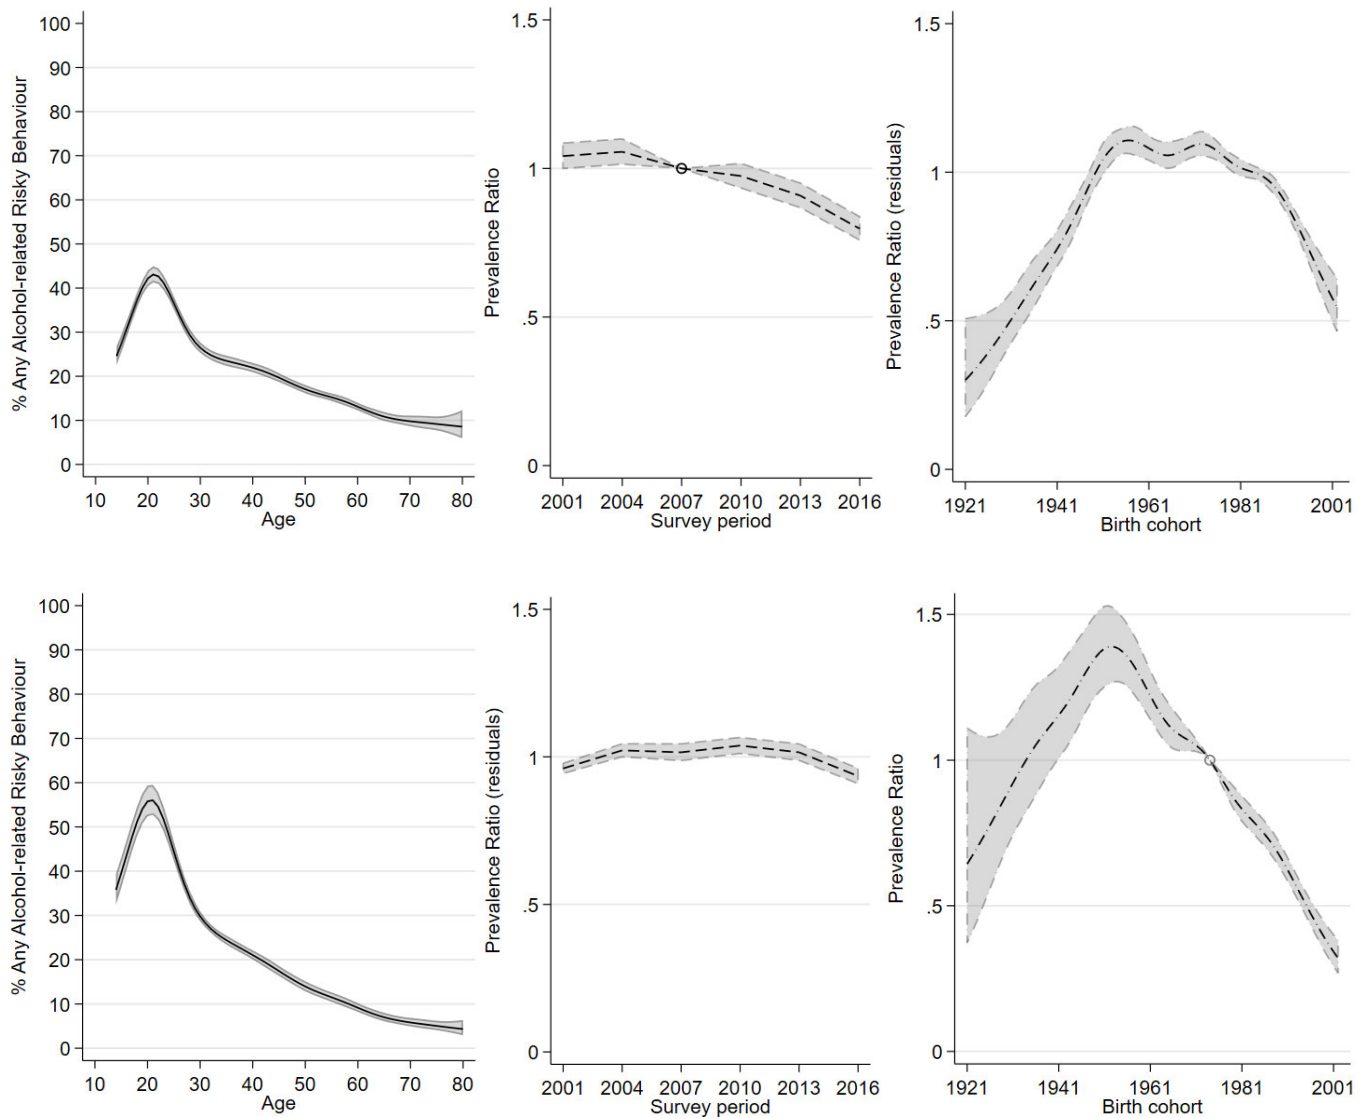 % Any Alcohol-related Risky Behaviour
100
90
80
70
60
50
40
30
20
10
0
10 20 30 40 50 60 70 80
Age
Prevalence Ratio
1.5
1
.5
0
2001 2004 2007 2010 2013 2016
Survey period
Prevalence Ratio (residuals)
1.5
1
.5
0
1921 1941 1961 1981 2001
Birth cohort
% Any Alcohol-related Risky Behaviour
100
90
80
70
60
50
40
30
20
10
0
10 20 30 40 50 60 70 80
Age
Prevalence Ratio (residuals)
1.5
1
.5
0
2001 2004 2007 2010 2013 2016
Survey period
Prevalence Ratio
1.5
1
.5
0
1921 1941 1961 1981 2001
Birth cohort